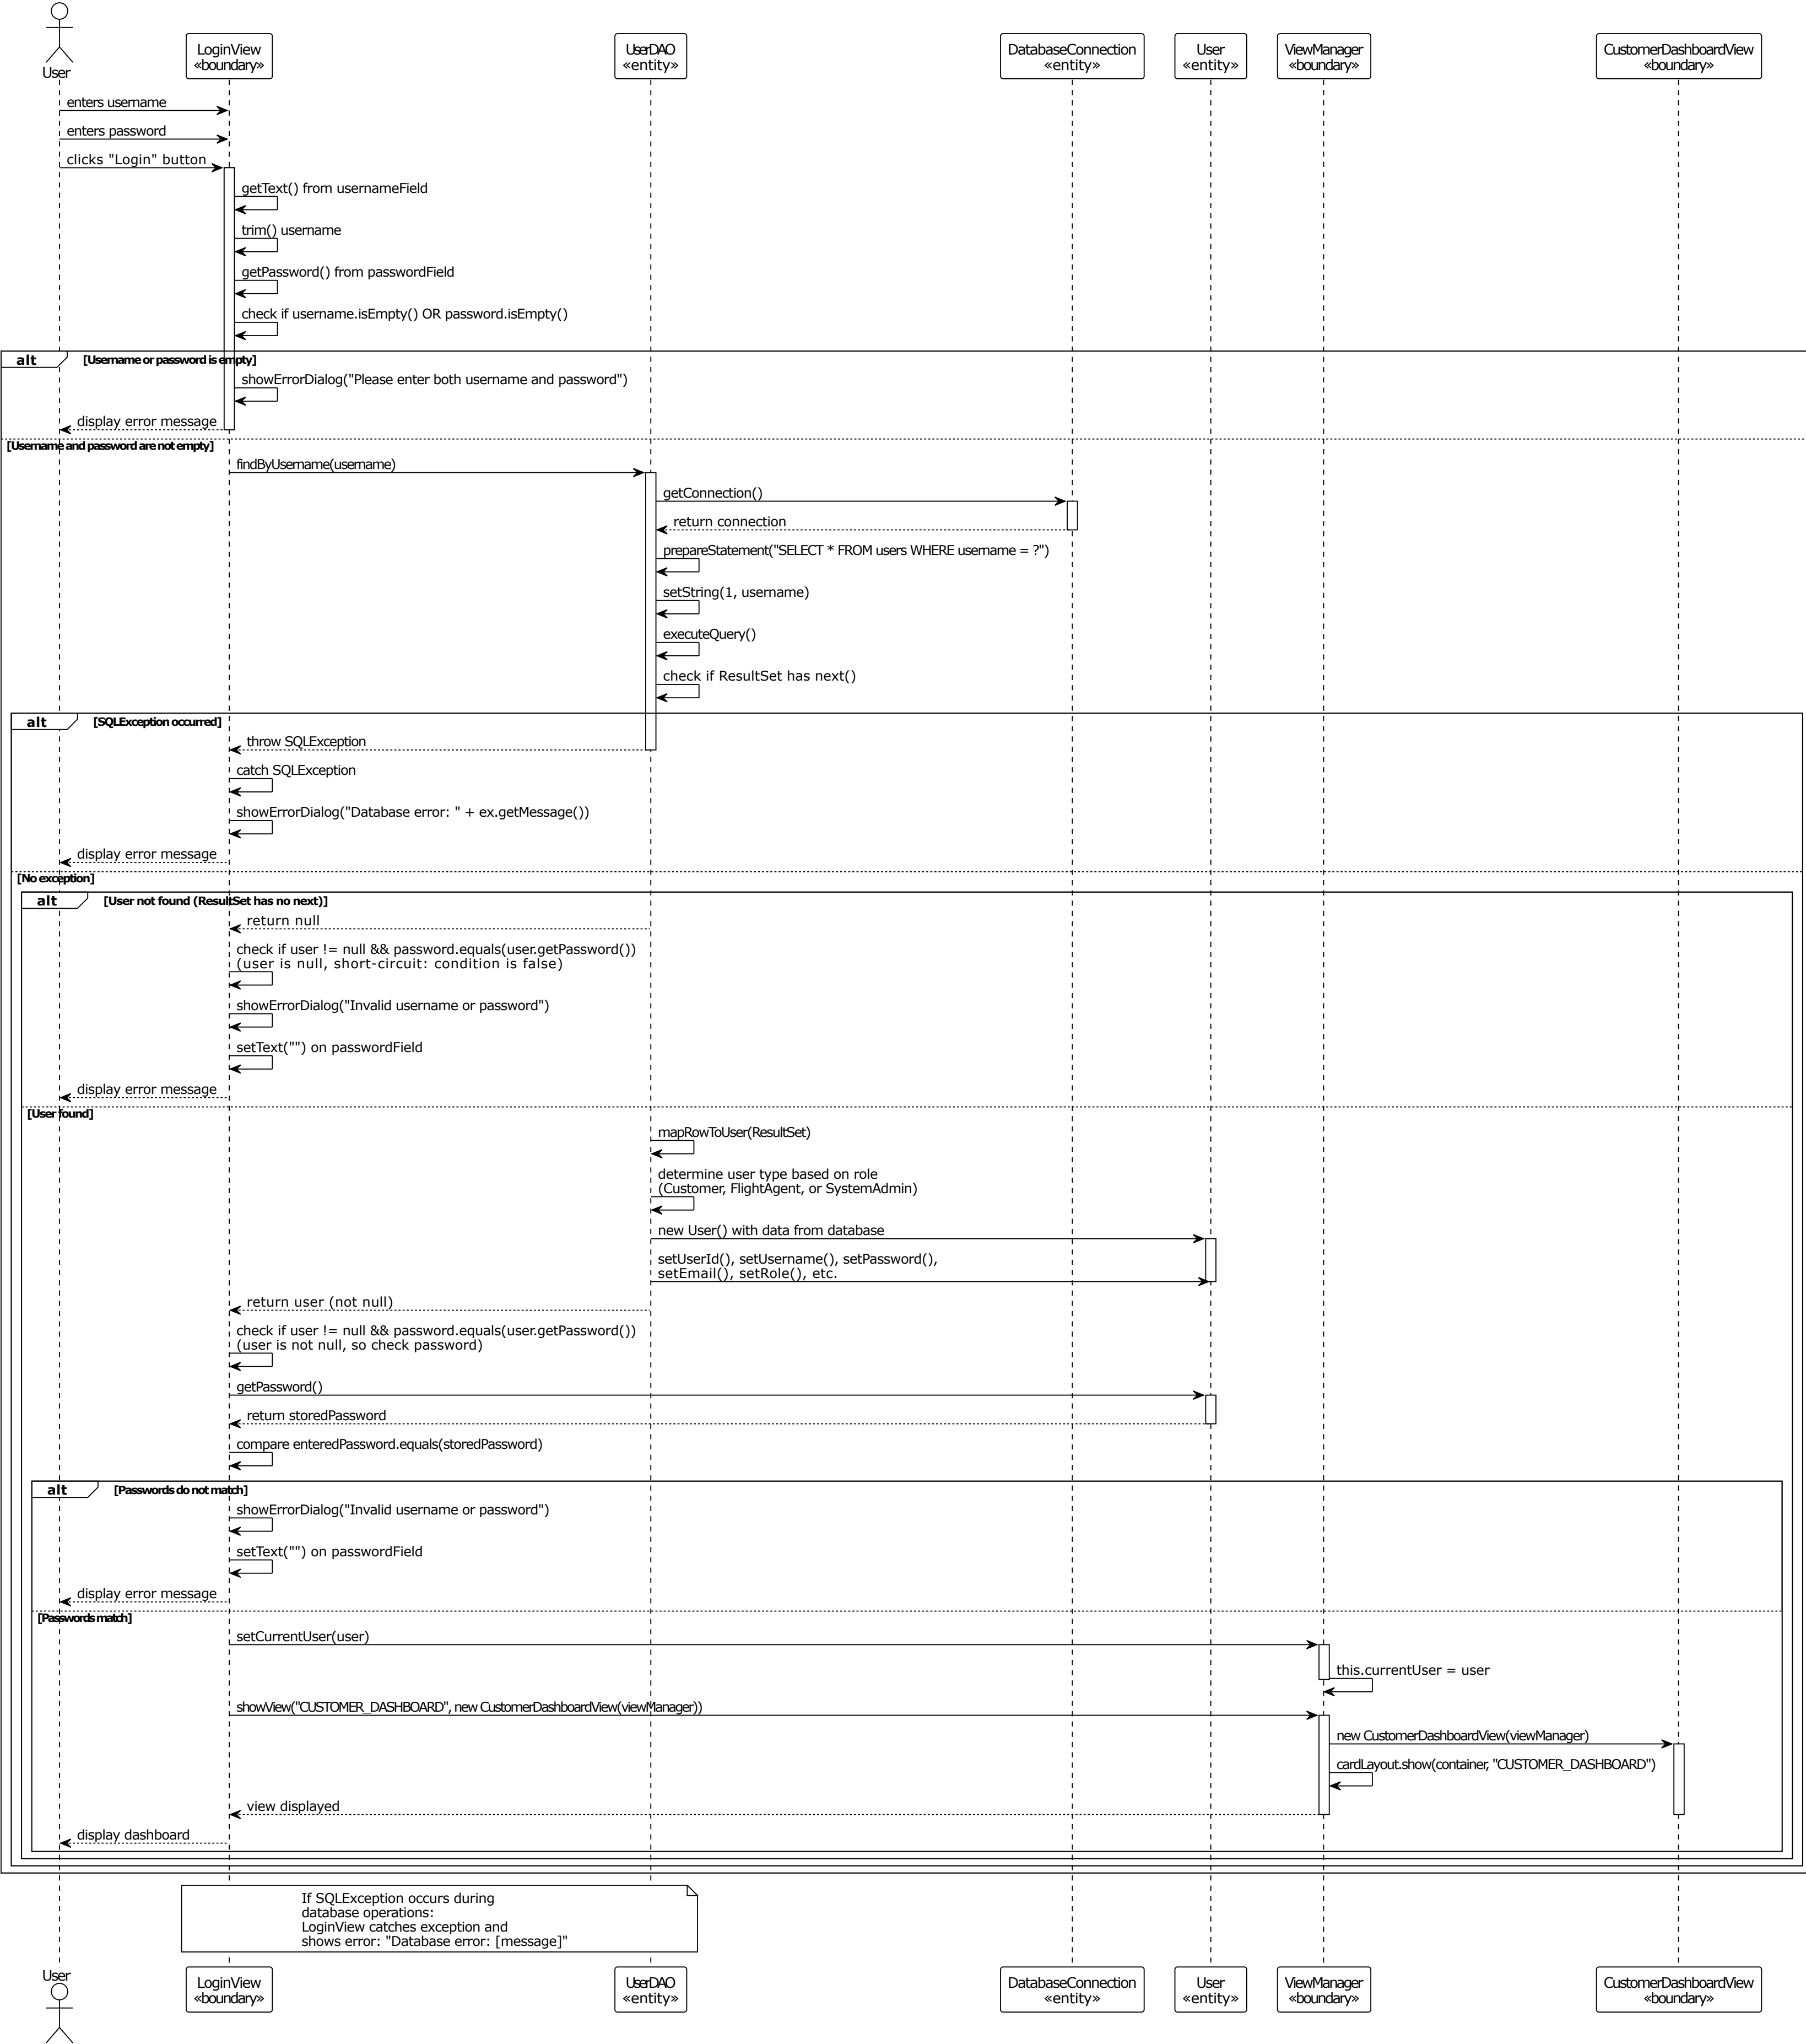 User
LoginView
«boundary»
UserDAO
«entity»
DatabaseConnection
«entity»
User
«entity»
ViewManager
«boundary»
CustomerDashboardView
«boundary»
enters username
enters password
clicks "Login" button
getText() from usernameField
trim() username
getPassword() from passwordField
check if username.isEmpty() OR password.isEmpty()
alt
[Username or password is empty]
showErrorDialog("Please enter both username and password")
display error message
[Username and password are not empty]
findByUsername(username)
getConnection()
return connection
prepareStatement("SELECT * FROM users WHERE username = ?")
setString(1, username)
executeQuery()
check if ResultSet has next()
alt
[SQLException occurred]
throw SQLException
catch SQLException
showErrorDialog("Database error: " + ex.getMessage())
display error message
[No exception]
alt
[User not found (ResultSet has no next)]
return null
check if user != null && password.equals(user.getPassword())
(user is null, short-circuit: condition is false)
showErrorDialog("Invalid username or password")
setText("") on passwordField
display error message
[User found]
mapRowToUser(ResultSet)
determine user type based on role
(Customer, FlightAgent, or SystemAdmin)
new User() with data from database
setUserId(), setUsername(), setPassword(),
setEmail(), setRole(), etc.
return user (not null)
check if user != null && password.equals(user.getPassword())
(user is not null, so check password)
getPassword()
return storedPassword
compare enteredPassword.equals(storedPassword)
alt
[Passwords do not match]
showErrorDialog("Invalid username or password")
setText("") on passwordField
display error message
[Passwords match]
setCurrentUser(user)
this.currentUser = user
showView("CUSTOMER_DASHBOARD", new CustomerDashboardView(viewManager))
new CustomerDashboardView(viewManager)
cardLayout.show(container, "CUSTOMER_DASHBOARD")
view displayed
display dashboard
If SQLException occurs during
database operations:
LoginView catches exception and
shows error: "Database error: [message]"
User
LoginView
«boundary»
UserDAO
«entity»
DatabaseConnection
«entity»
User
«entity»
ViewManager
«boundary»
CustomerDashboardView
«boundary»